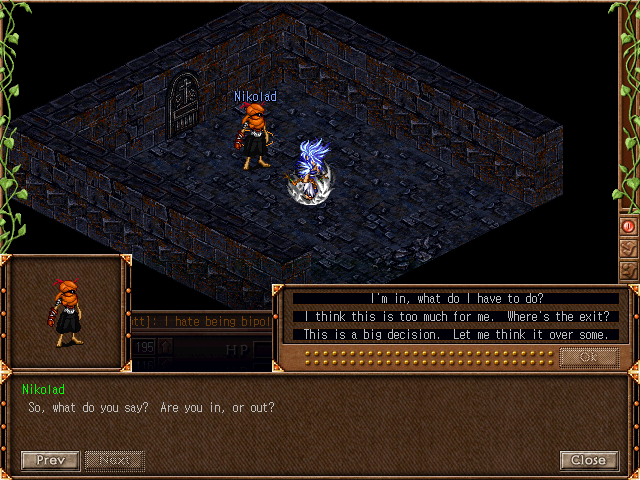 Nikolad
I'm in, what do I have to do?
I think this is too much for me.  Where's the exit?
This is a big decision.  Let me think it over some.
tt]: I hate being bipol
Ok
195
HP
Nikolad
So, what do you say?  Are you in, or out?
Prev
Next
Close